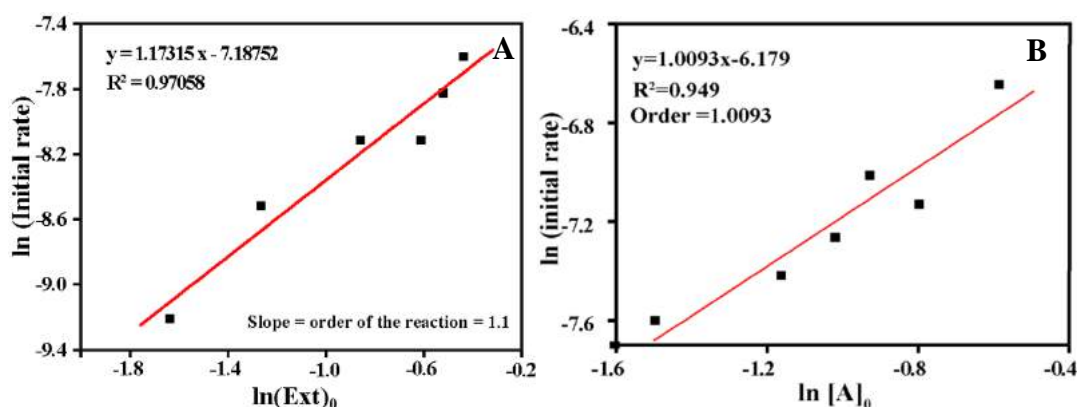 A
y = 1.17315 x - 7.18752
R² = 0.97058
Slope = order of the reaction = 1.1
ln (Initial rate)
-7.4
-7.8
-8.2
-8.6
-9.0
-9.4
-1.8
-1.4
-1.0
-0.6
-0.2
ln(Ext)₀
B
y=1.0093x-6.179
R²=0.949
Order =1.0093
ln (initial rate)
-6.4
-6.8
-7.2
-7.6
-1.6
-1.2
-0.8
-0.4
ln [A]₀